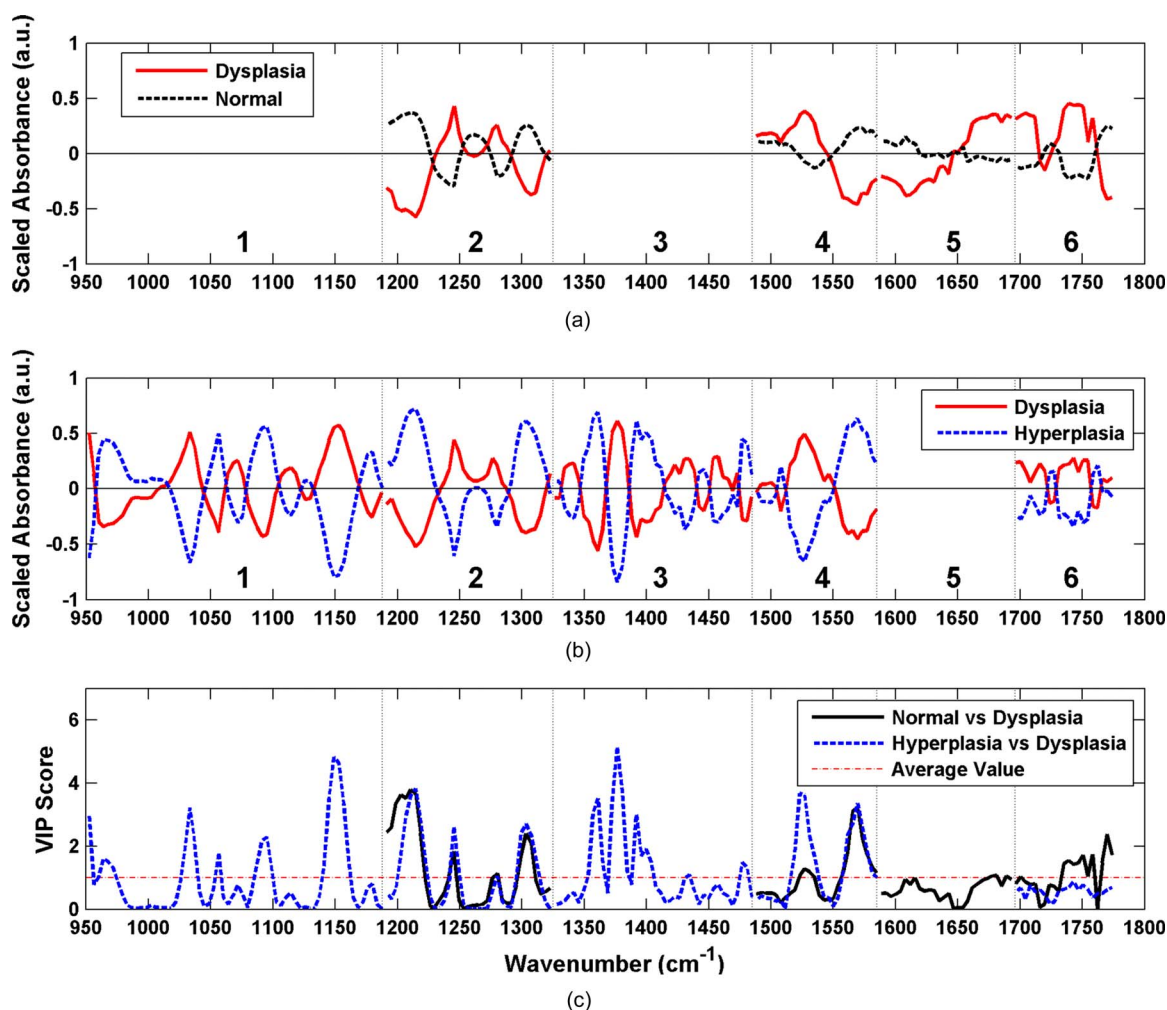 Scaled Absorbance (a.u.)
1
0.5
0
-0.5
-1
Dysplasia
Normal
1 2 3 4 5 6
950 1000 1050 1100 1150 1200 1250 1300 1350 1400 1450 1500 1550 1600 1650 1700 1750 1800
(a)
Scaled Absorbance (a.u.)
1
0.5
0
-0.5
-1
Dysplasia
Hyperplasia
1 2 3 4 5 6
950 1000 1050 1100 1150 1200 1250 1300 1350 1400 1450 1500 1550 1600 1650 1700 1750 1800
(b)
VIP Score
6
4
2
0
Normal vs Dysplasia
Hyperplasia vs Dysplasia
Average Value
950 1000 1050 1100 1150 1200 1250 1300 1350 1400 1450 1500 1550 1600 1650 1700 1750 1800
Wavenumber (cm⁻¹)
(c)